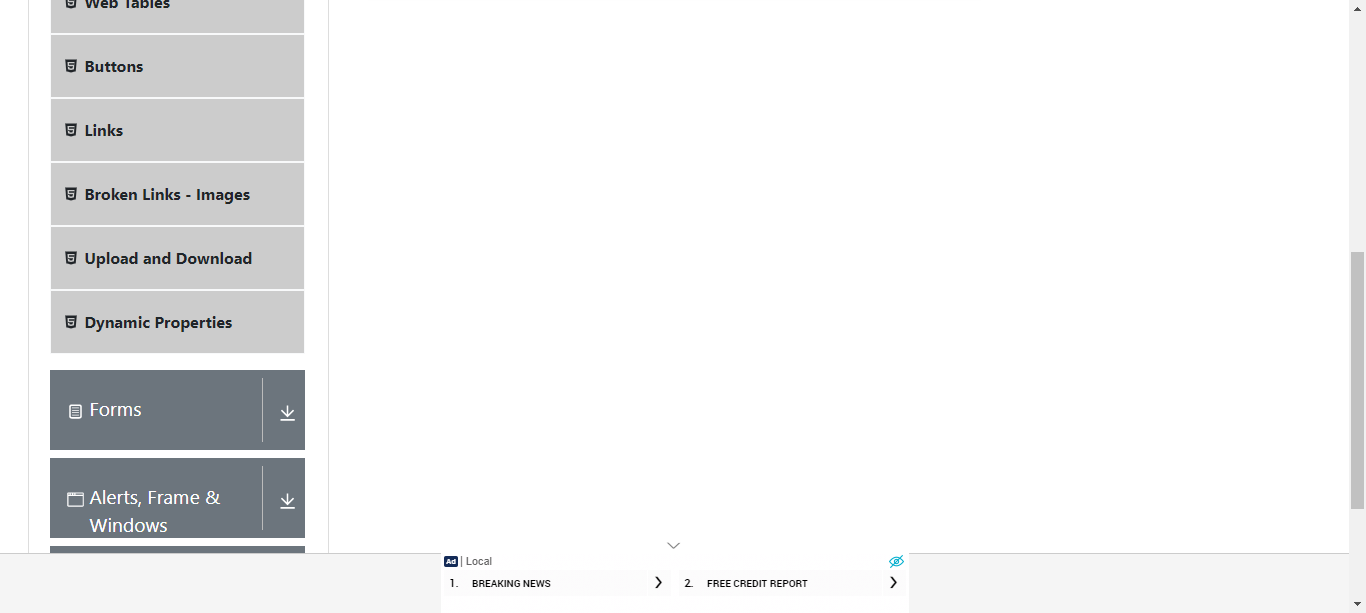 Web Tables
Buttons
Links
Broken Links - Images
Upload and Download
Dynamic Properties
Forms
Alerts, Frame &
Windows
Ad | Local
1. BREAKING NEWS
2. FREE CREDIT REPORT